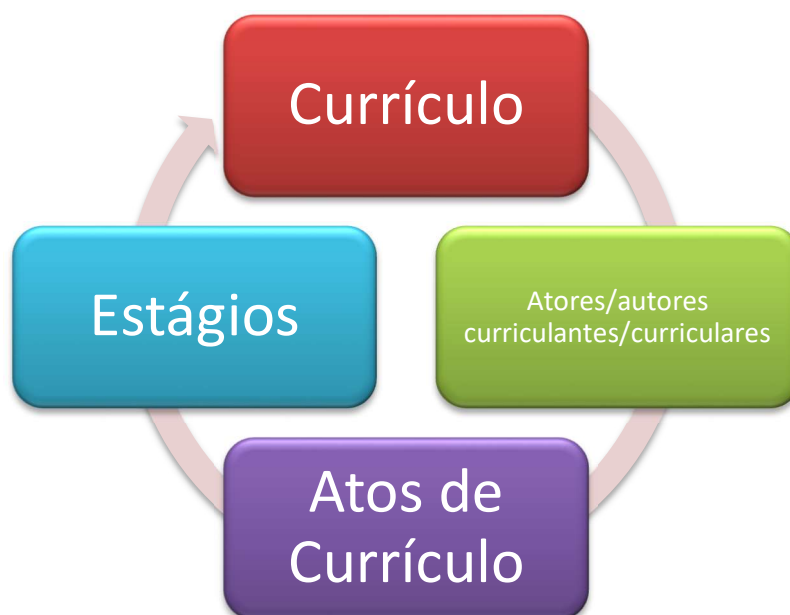 Currículo
Atores/autores
curriculantes/curriculares
Atos de
Currículo
Estágios